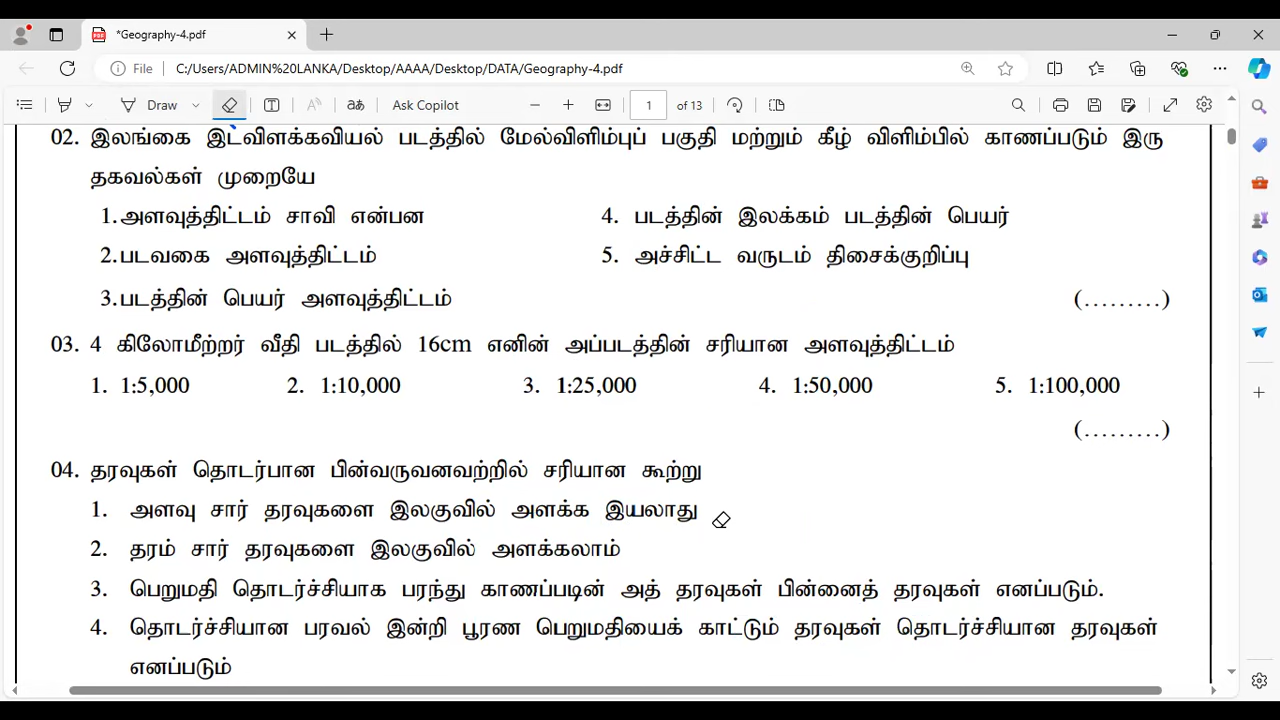 *Geography-4.pdf
File C:/Users/ADMIN%20LANKA/Desktop/AAAA/Desktop/DATA/Geography-4.pdf
Draw Ask Copilot 1 of 13
02. இலங்கை இடவிளக்கவியல் படத்தில் மேல்விளிம்புப் பகுதி மற்றும் கீழ் விளிம்பில் காணப்படும் இரு
தகவல்கள் முறையே
1.அளவுத்திட்டம் சாவி என்பன 4. படத்தின் இலக்கம் படத்தின் பெயர்
2.படவகை அளவுத்திட்டம் 5. அச்சிட்ட வருடம் திசைக்குறிப்பு
3.படத்தின் பெயர் அளவுத்திட்டம் (.........)
03. 4 கிலோமீற்றர் வீதி படத்தில் 16cm எனின் அப்படத்தின் சரியான அளவுத்திட்டம்
1. 1:5,000 2. 1:10,000 3. 1:25,000 4. 1:50,000 5. 1:100,000
(.........)
04. தரவுகள் தொடர்பான பின்வருவனவற்றில் சரியான கூற்று
1. அளவு சார் தரவுகளை இலகுவில் அளக்க இயலாது
2. தரம் சார் தரவுகளை இலகுவில் அளக்கலாம்
3. பெறுமதி தொடர்ச்சியாக பரந்து காணப்படின் அத் தரவுகள் பின்னைத் தரவுகள் எனப்படும்.
4. தொடர்ச்சியான பரவல் இன்றி பூரண பெறுமதியைக் காட்டும் தரவுகள் தொடர்ச்சியான தரவுகள்
எனப்படும்